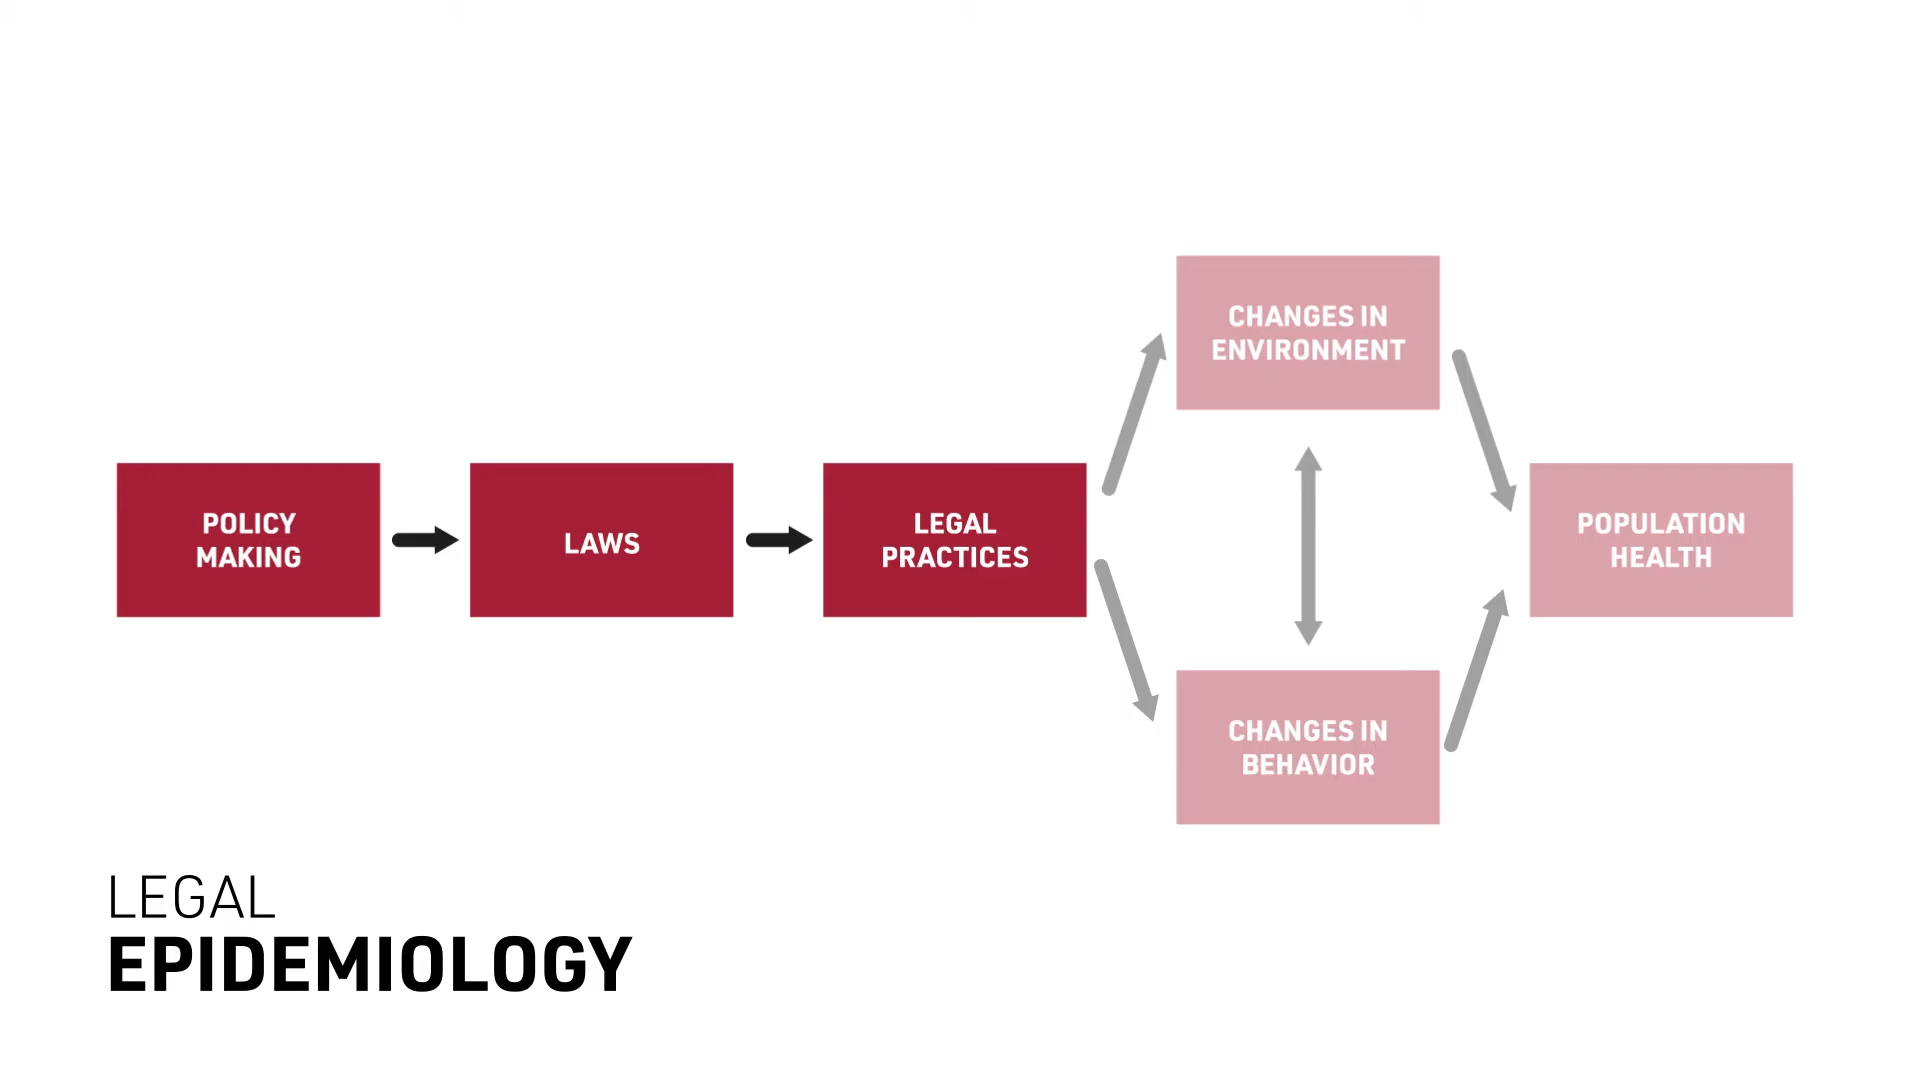 CHANGES IN
ENVIRONMENT
POLICY
MAKING
LAWS
LEGAL
PRACTICES
POPULATION
HEALTH
CHANGES IN
BEHAVIOR
LEGAL
EPIDEMIOLOGY